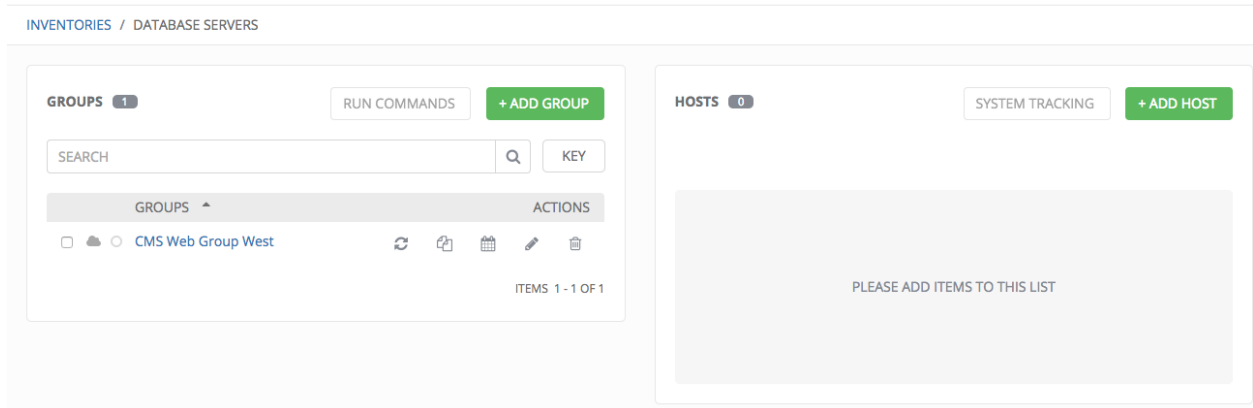 INVENTORIES / DATABASE SERVERS
GROUPS 1
RUN COMMANDS
+ ADD GROUP
SEARCH
KEY
GROUPS
ACTIONS
CMS Web Group West
ITEMS 1 - 1 OF 1
HOSTS 0
SYSTEM TRACKING
+ ADD HOST
PLEASE ADD ITEMS TO THIS LIST